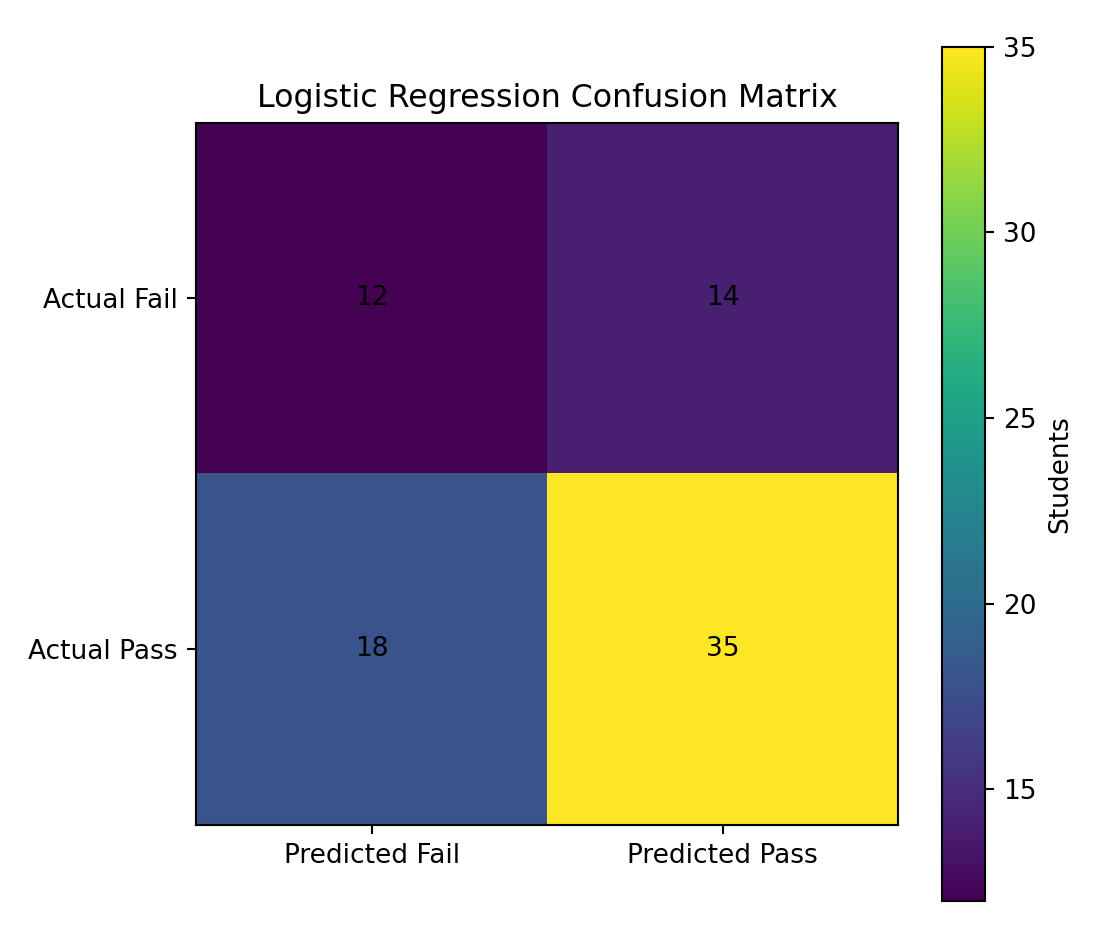 Logistic Regression Confusion Matrix
Actual Fail
12
14
Actual Pass
18
35
Predicted Fail
Predicted Pass
35
30
25
20
15
Students